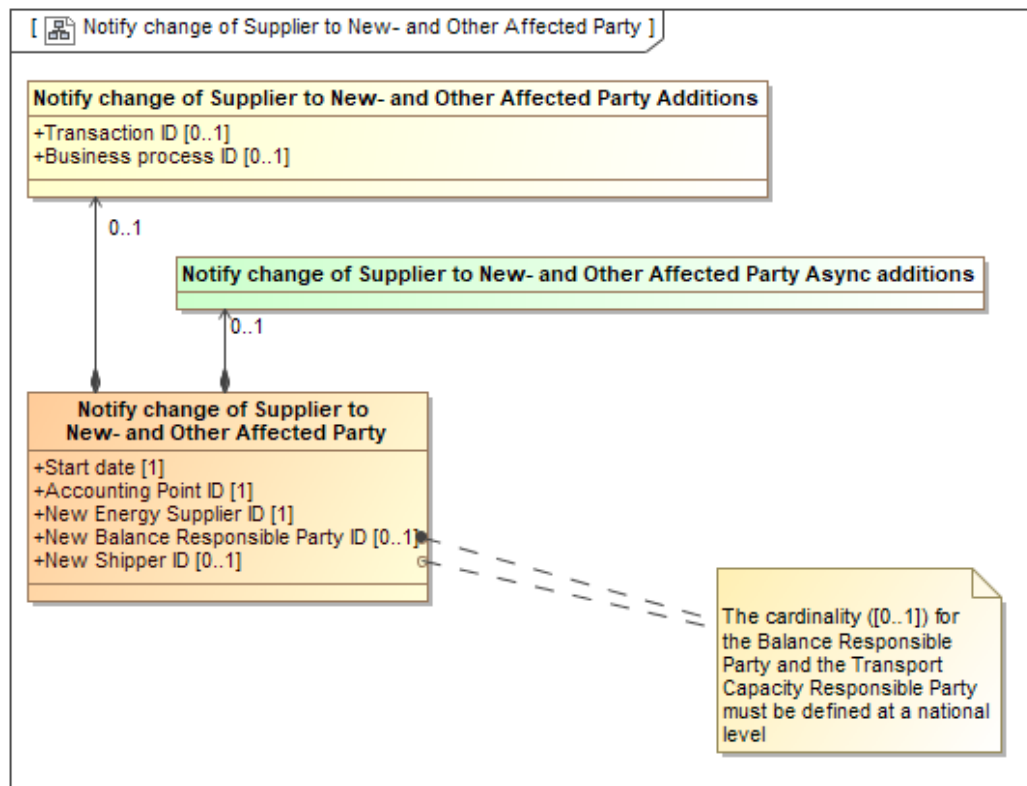 [ Notify change of Supplier to New- and Other Affected Party ]
Notify change of Supplier to New- and Other Affected Party Additions
+Transaction ID [0..1]
+Business process ID [0..1]
0..1
Notify change of Supplier to New- and Other Affected Party Async additions
0..1
Notify change of Supplier to
New- and Other Affected Party
+Start date [1]
+Accounting Point ID [1]
+New Energy Supplier ID [1]
+New Balance Responsible Party ID [0..1]
+New Shipper ID [0..1]
The cardinality ([0..1]) for
the Balance Responsible
Party and the Transport
Capacity Responsible Party
must be defined at a national
level